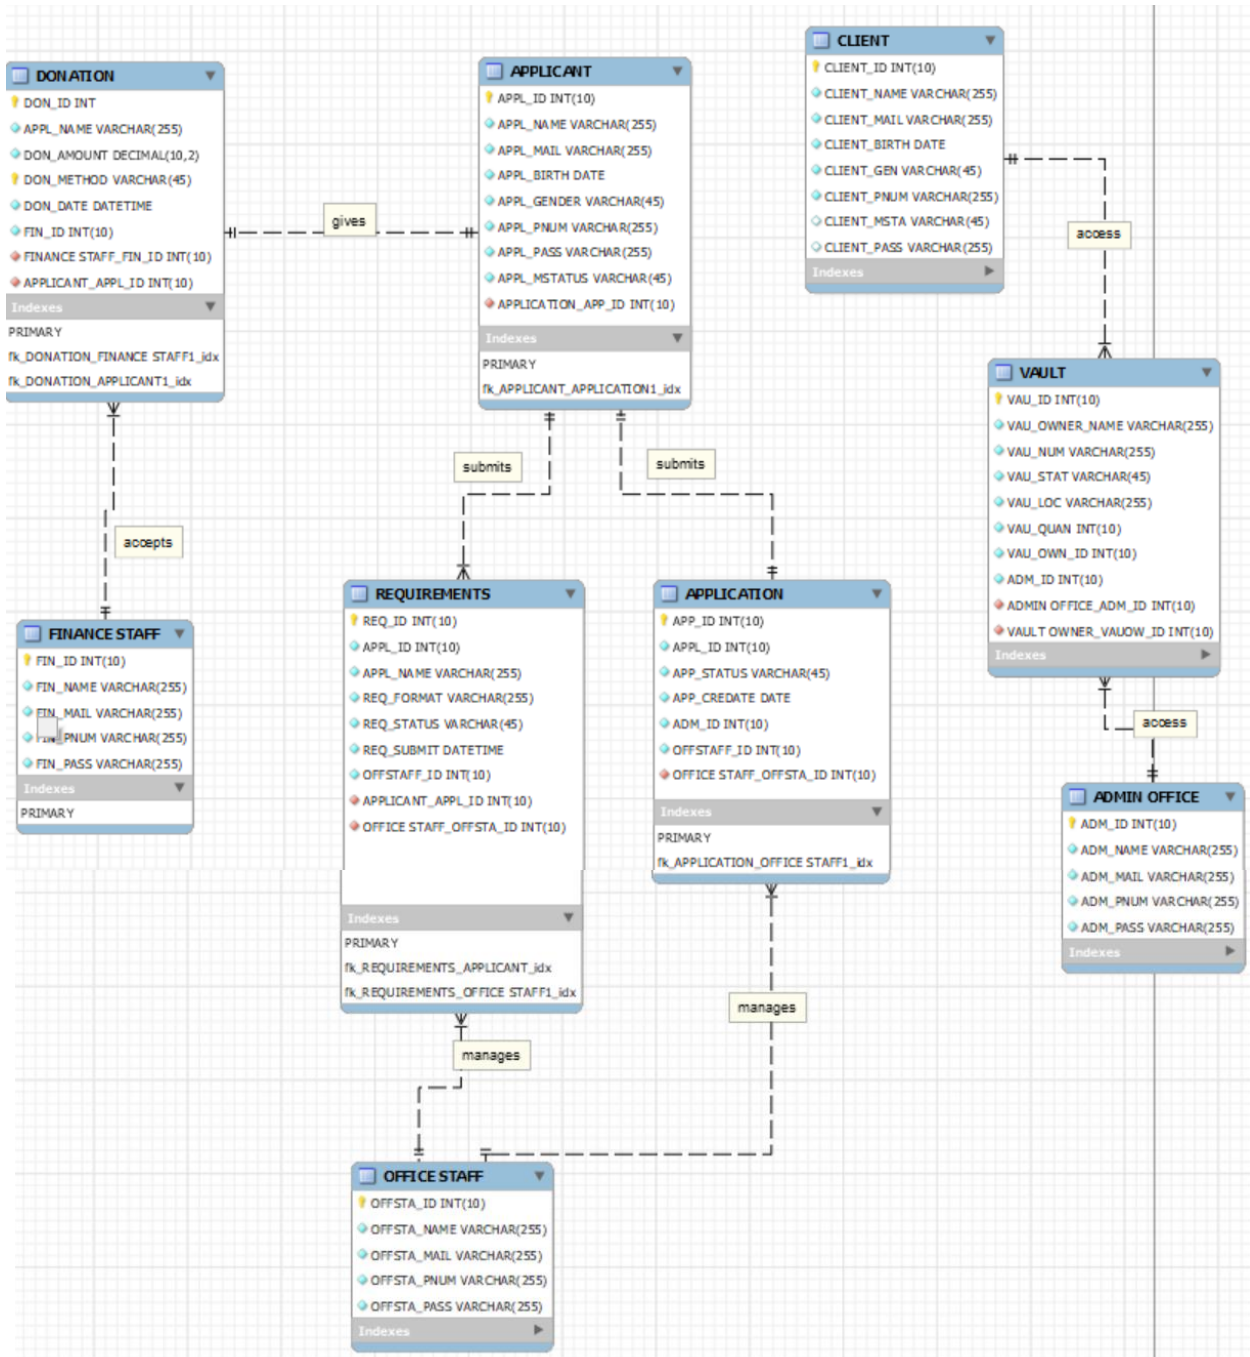 DONATION
DON_ID INT
APPL_NAME VARCHAR(255)
DON_AMOUNT DECIMAL(10,2)
DON_METHOD VARCHAR(45)
DON_DATE DATETIME
FIN_ID INT(10)
FINANCE STAFF_FIN_ID INT(10)
APPLICANT_APPL_ID INT(10)
Indexes
PRIMARY
fk_DONATION_FINANCE STAFF1_idx
fk_DONATION_APPLICANT1_idx
gives
APPLICANT
APPL_ID INT(10)
APPL_NAME VARCHAR(255)
APPL_MAIL VARCHAR(255)
APPL_BIRTH DATE
APPL_GENDER VARCHAR(45)
APPL_PNUM VARCHAR(255)
APPL_PASS VARCHAR(255)
APPL_MSTATUS VARCHAR(45)
APPLICATION_APP_ID INT(10)
Indexes
PRIMARY
fk_APPLICANT_APPLICATION1_idx
CLIENT
CLIENT_ID INT(10)
CLIENT_NAME VARCHAR(255)
CLIENT_MAIL VARCHAR(255)
CLIENT_BIRTH DATE
CLIENT_GEN VARCHAR(45)
CLIENT_PNUM VARCHAR(255)
CLIENT_MSTA VARCHAR(45)
CLIENT_PASS VARCHAR(255)
Indexes
access
VAULT
VAU_ID INT(10)
VAU_OWNER_NAME VARCHAR(255)
VAU_NUM VARCHAR(255)
VAU_STAT VARCHAR(45)
VAU_LOC VARCHAR(255)
VAU_QUAN INT(10)
VAU_OWN_ID INT(10)
ADM_ID INT(10)
ADMIN OFFICE_ADM_ID INT(10)
VAULT OWNER_VAUOW_ID INT(10)
Indexes
submits
submits
accepts
FINANCE STAFF
FIN_ID INT(10)
FIN_NAME VARCHAR(255)
FIN_MAIL VARCHAR(255)
FIN_PNUM VARCHAR(255)
FIN_PASS VARCHAR(255)
Indexes
PRIMARY
REQUIREMENTS
REQ_ID INT(10)
APPL_ID INT(10)
APPL_NAME VARCHAR(255)
REQ_FORMAT VARCHAR(255)
REQ_STATUS VARCHAR(45)
REQ_SUBMIT DATETIME
OFFSTAFF_ID INT(10)
APPLICANT_APPL_ID INT(10)
OFFICE STAFF_OFFSTA_ID INT(10)
Indexes
PRIMARY
fk_REQUIREMENTS_APPLICANT_idx
fk_REQUIREMENTS_OFFICE STAFF1_idx
APPLICATION
APP_ID INT(10)
APPL_ID INT(10)
APP_STATUS VARCHAR(45)
APP_CREDATE DATE
ADM_ID INT(10)
OFFSTAFF_ID INT(10)
OFFICE STAFF_OFFSTA_ID INT(10)
Indexes
PRIMARY
fk_APPLICATION_OFFICE STAFF1_idx
access
ADMIN OFFICE
ADM_ID INT(10)
ADM_NAME VARCHAR(255)
ADM_MAIL VARCHAR(255)
ADM_PNUM VARCHAR(255)
ADM_PASS VARCHAR(255)
Indexes
manages
manages
OFFICE STAFF
OFFSTA_ID INT(10)
OFFSTA_NAME VARCHAR(255)
OFFSTA_MAIL VARCHAR(255)
OFFSTA_PNUM VARCHAR(255)
OFFSTA_PASS VARCHAR(255)
Indexes